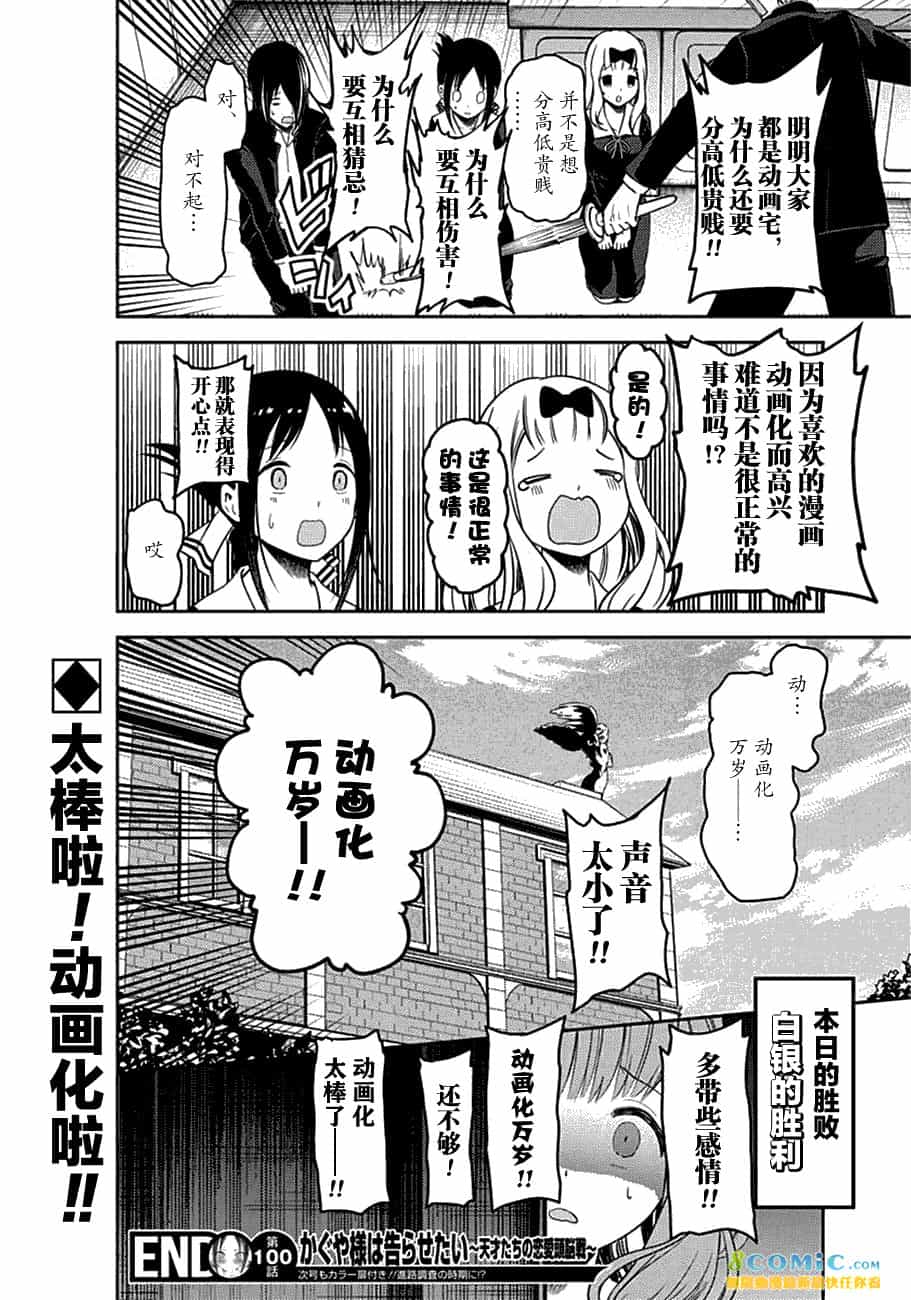 明明大家
都是动画宅，
为什么还要
分高低贵贱!!
并不是想
分高低贵贱
……
为什么
要互相伤害！
为什么
要互相猜忌！
对、
对不起…
因为喜欢的漫画
动画化而高兴
难道不是很正常的
事情吗!?
是的！
这是很正常
的事情！
那就表现得
开心点!!
哎
动…
动画化
万岁——……
声音
太小了!!
动画化
万岁—!!
本日的胜败
白银的胜利
多带些感情!!
动画化万岁！
还不够！
动画化
太棒了——!!
◆太棒啦！动画化啦!!
END
第100話
かぐや様は告らせたい～天才たちの恋愛頭脳戦～
次号もカラー扉付き!!進路調査の時期に!?
COMIC.com